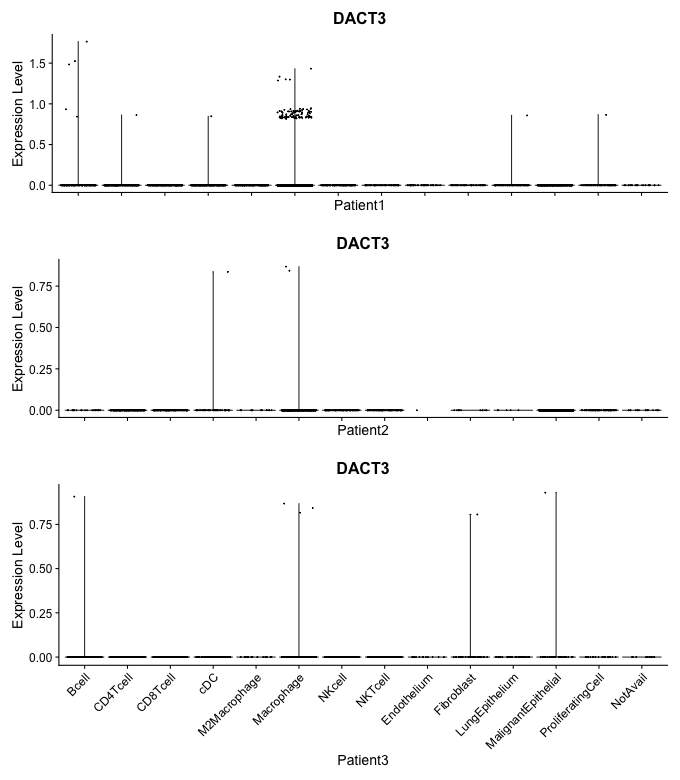 DACT3
Expression Level
1.5
1.0
0.5
0.0
Patient1
DACT3
Expression Level
0.75
0.50
0.25
0.00
Patient2
DACT3
Expression Level
0.75
0.50
0.25
0.00
Bcell
CD4Tcell
CD8Tcell
cDC
M2Macrophage
Macrophage
NKcell
NKTcell
Endothelium
Fibroblast
LungEpithelium
MalignantEpithelial
ProliferatingCell
NotAvail
Patient3